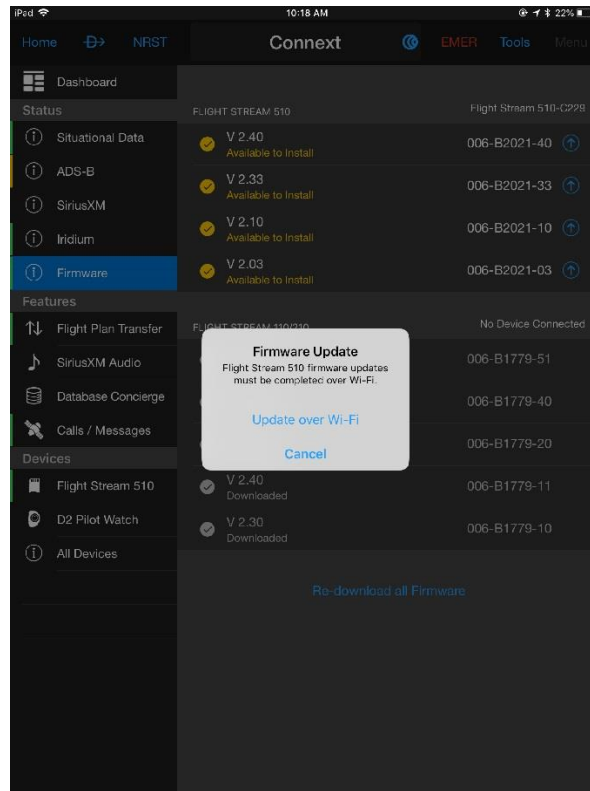 iPad 10:18 AM 22%
Home NRST Connext EMER Tools Menu
Dashboard
Status
Situational Data
ADS-B
SiriusXM
Iridium
Firmware
Features
Flight Plan Transfer
SiriusXM Audio
Database Concierge
Calls / Messages
Devices
Flight Stream 510
D2 Pilot Watch
All Devices
FLIGHT STREAM 510 Flight Stream 510-C229
V 2.40 006-B2021-40
Available to Install
V 2.33 006-B2021-33
Available to Install
V 2.10 006-B2021-10
Available to Install
V 2.03 006-B2021-03
Available to Install
FLIGHT STREAM 110/210 No Device Connected
006-B1779-51
006-B1779-40
006-B1779-20
V 2.40 006-B1779-11
Downloaded
V 2.30 006-B1779-10
Downloaded
Re-download all Firmware
Firmware Update
Flight Stream 510 firmware updates
must be completed over Wi-Fi.
Update over Wi-Fi
Cancel